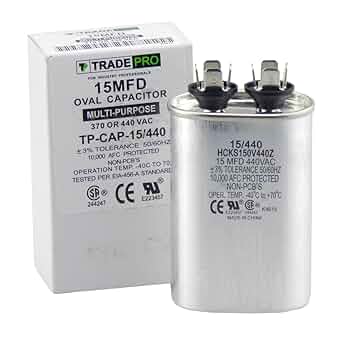 TRADEPRO
FOR INDUSTRY PROFESSIONALS
15MFD
OVAL CAPACITOR
MULTI-PURPOSE
370 OR 440 VAC
TP-CAP-15/440
± 3% TOLERANCE 50/60HZ
10,000 AFC PROTECTED
NON-PCB'S
OPERATION TEMP. -40C TO 70
TESTED PER EIA-456-A STANDARD
244247
E223457
15/440
HCKS150V440Z
15 MFD 440VAC
± 3% TOLERANCE 50/60HZ
10,000 AFC PROTECTED
NON-PCB'S
OPER. TEMP. -40°C to +70°C
MADE IN CHINA